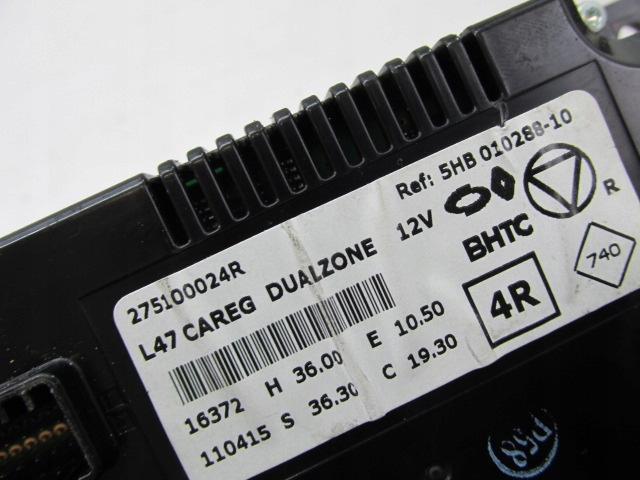 275100024R
Ref: 5HB 010288-10
L47 CAREG DUALZONE 12V
BHTC
R
16372 H 36.00 E 10.50
4R
740
110415 S 36.30 C 19.30
P58